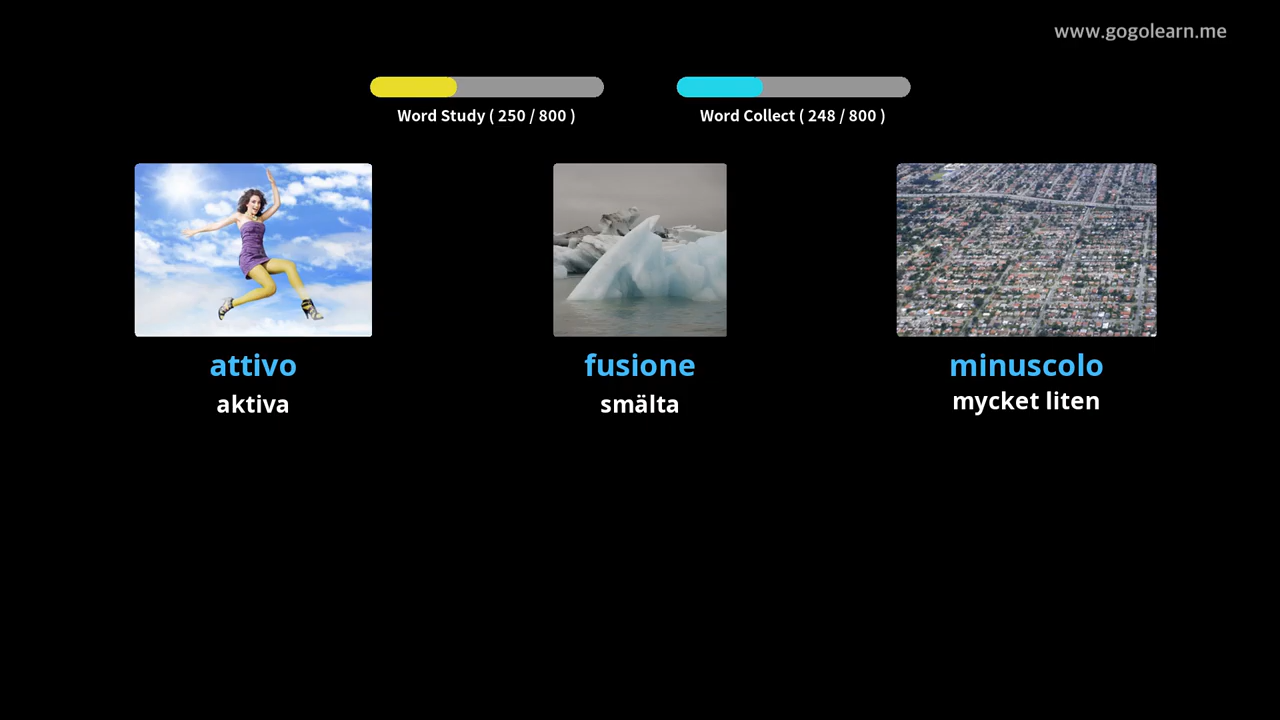 www.gogolearn.me
Word Study ( 250 / 800 )
Word Collect ( 248 / 800 )
attivo
aktiva
fusione
smälta
minuscolo
mycket liten